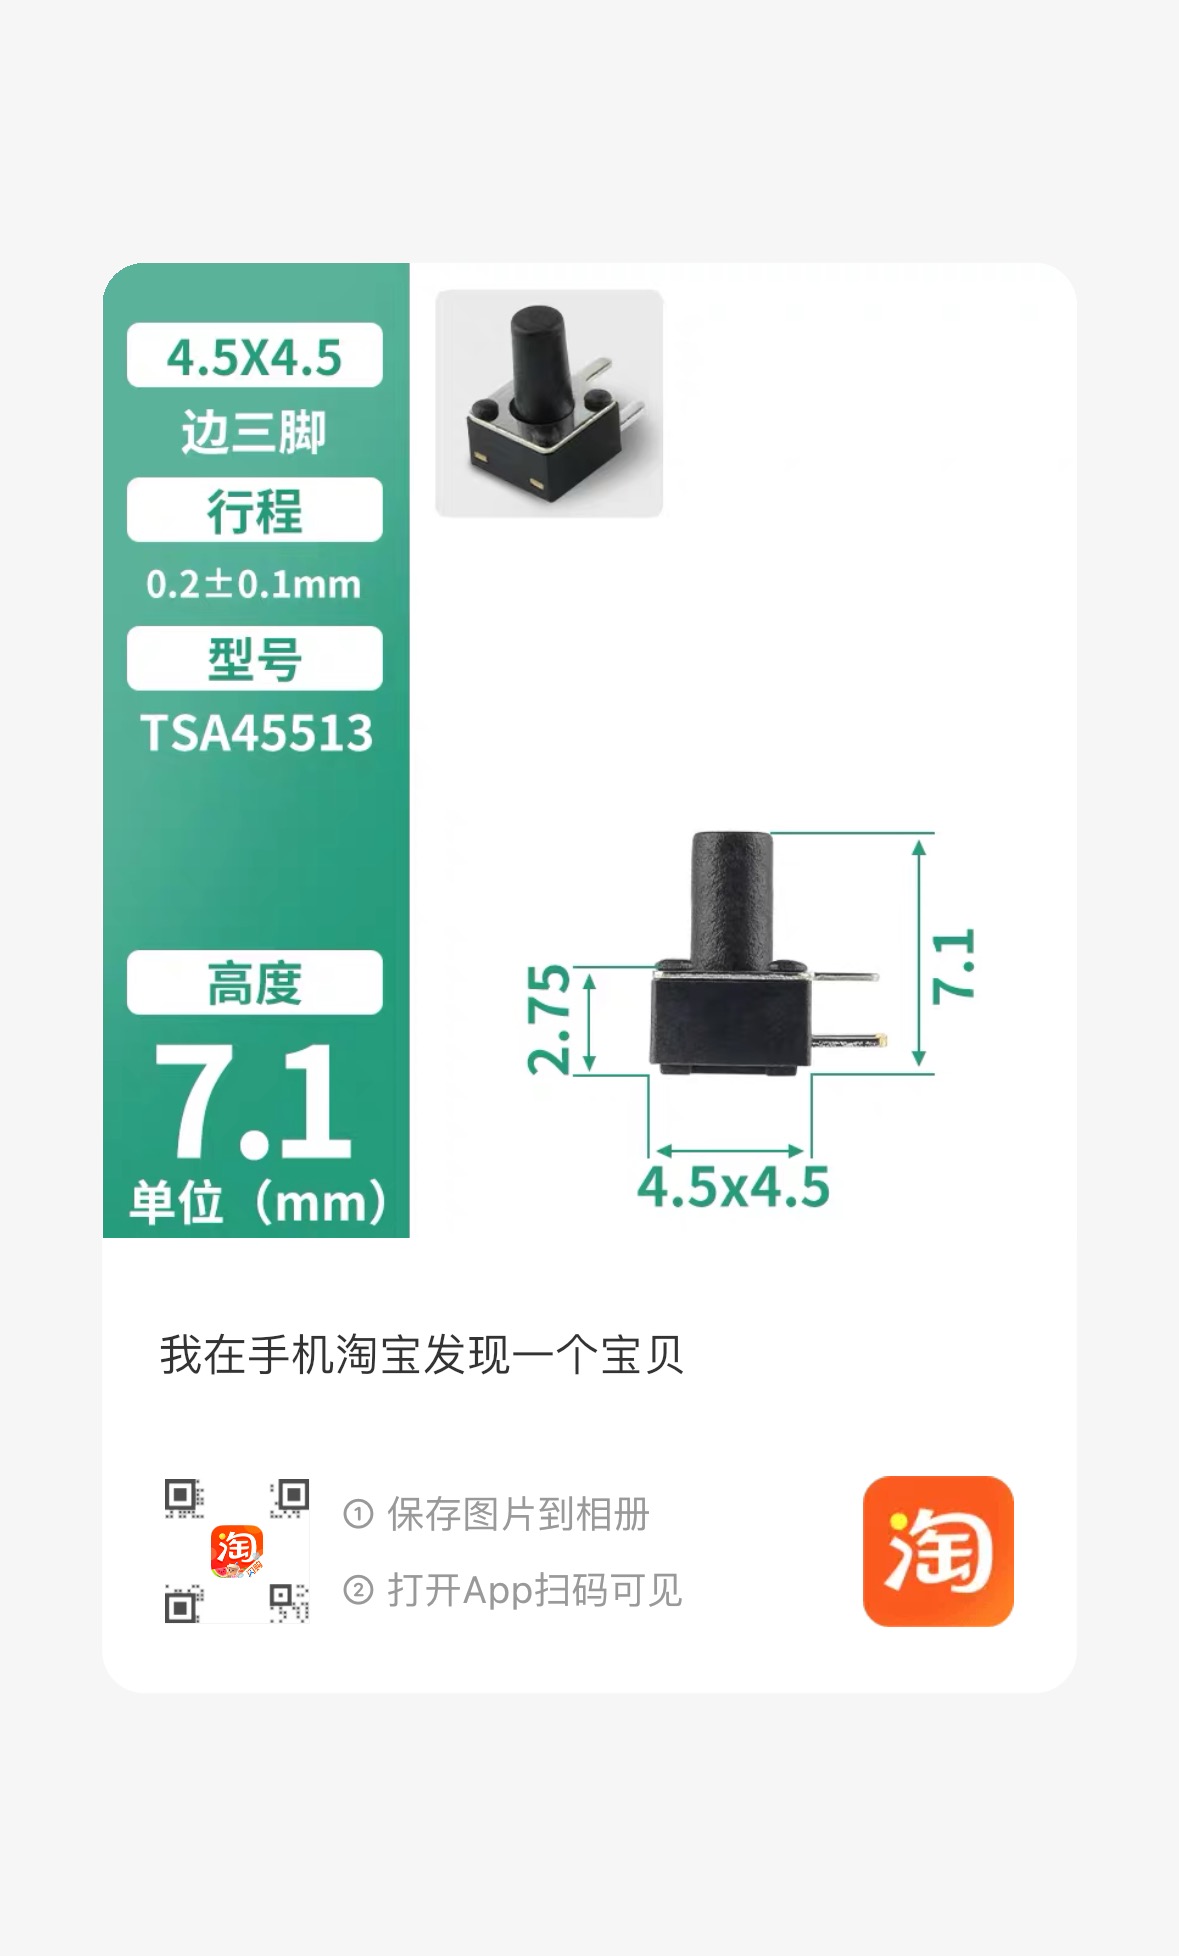 4.5X4.5
边三脚
行程
0.2±0.1mm
型号
TSA45513
高度
7.1
单位（mm）
2.75
7.1
4.5x4.5
我在手机淘宝发现一个宝贝
淘
闪购
① 保存图片到相册
② 打开App扫码可见
淘